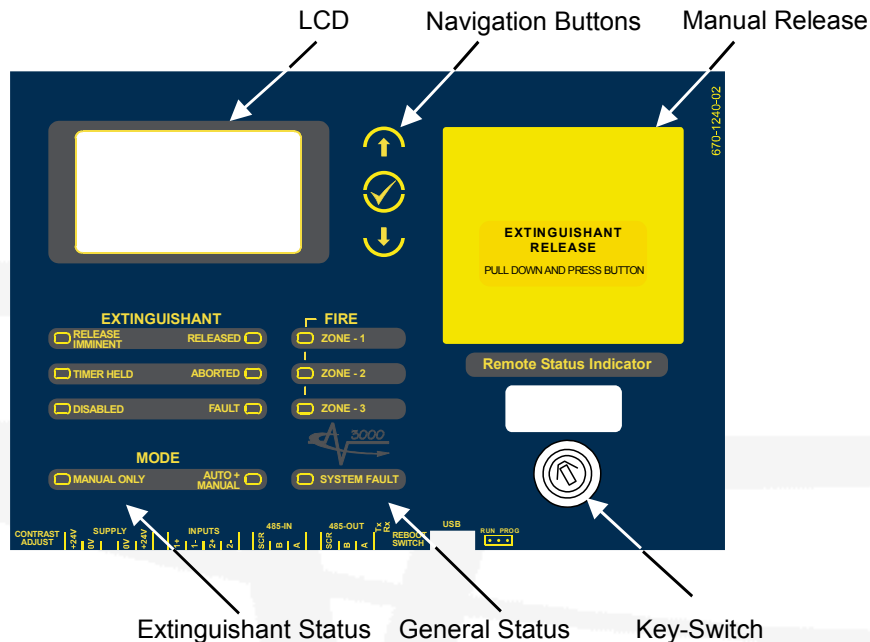 LCD Navigation Buttons Manual Release
670-1240-02
EXTINGUISHANT
RELEASE
PULL DOWN AND PRESS BUTTON
EXTINGUISHANT FIRE
RELEASE
IMMINENT
RELEASED
ZONE - 1
TIMER HELD ABORTED ZONE - 2
DISABLED FAULT ZONE - 3
Remote Status Indicator
3000
MODE
MANUAL ONLY
AUTO +
MANUAL
SYSTEM FAULT
CONTRAST
ADJUST
SUPPLY
+24V 0V 0V +24V
INPUTS
1+ 1- 2+ 2-
485-IN
SCR B A
485-OUT
SCR B A
Tx
Rx
REBOOT
SWITCH
USB
RUN PROG
Extinguishant Status General Status Key-Switch